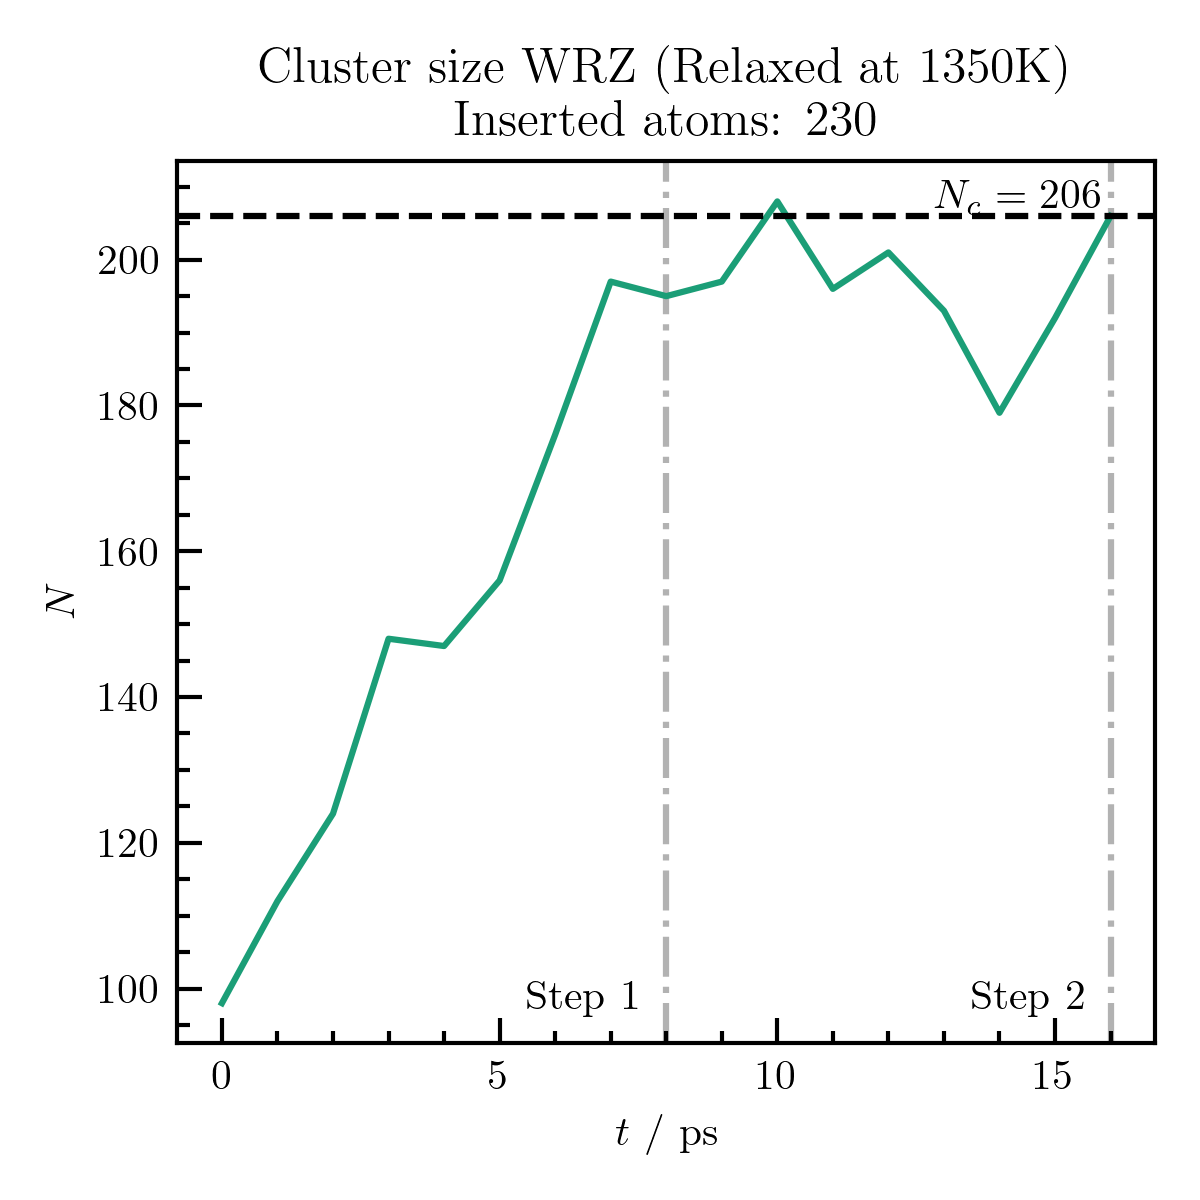 Cluster size WRZ (Relaxed at 1350K)
Inserted atoms: 230
N_c = 206
200
180
160
140
120
100
N
Step 1
Step 2
0
5
10
15
t / ps